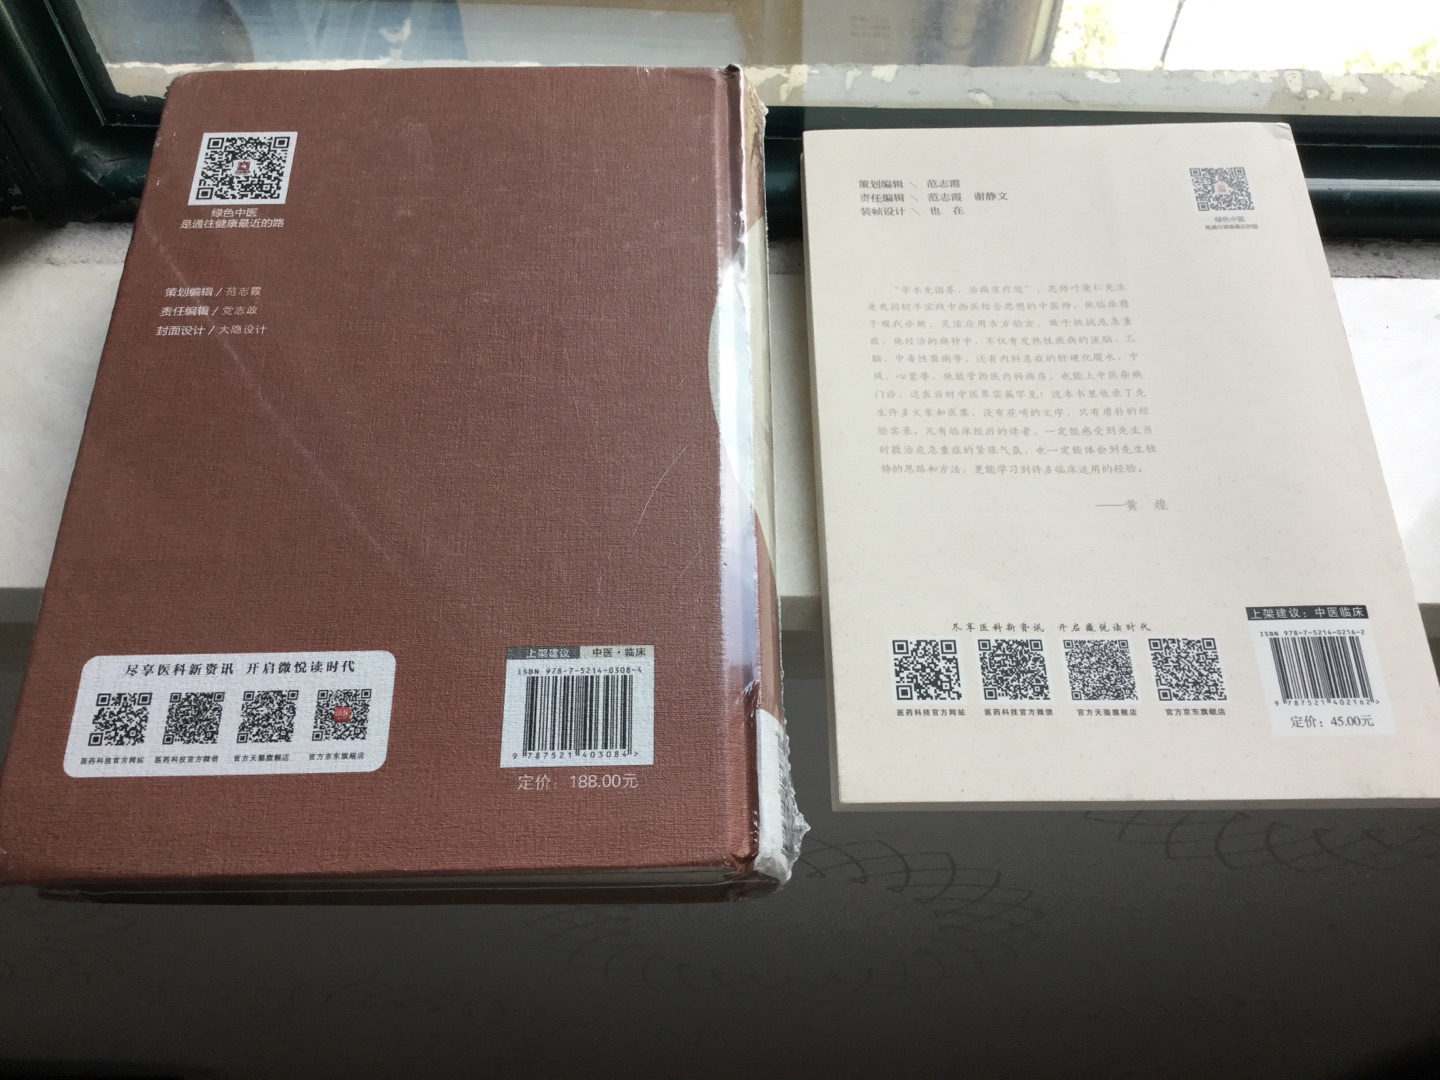 绿色中医
是通往健康最近的路
策划编辑 / 范志霞
责任编辑 / 党志政
封面设计 / 大隐设计
尽享医科新资讯 开启微悦读时代
医药科技官方网站 医药科技官方微信 官方天猫旗舰店 官方京东旗舰店
上架建议 中医·临床
ISBN 978-7-5214-0308-4
9 787521 403084 >
定价：188.00元
策划编辑 \ 范志霞
责任编辑 \ 范志霞 谢静文
装帧设计 \ 也 在
绿色中医
是通往健康最近的路
“学术无国界，治病在疗效”，恩师叶秉仁先生
是我国较早实践中西医结合思想的中医师。他临床精
于现代诊断，灵活应用古方验方，敢于挑战危急重
症，他经治的病种中，不仅有发热性疾病的流脑、乙
脑、中毒性菌痢等，还有内科急症的肝硬化腹水、中
风、心衰等。他能管西医内科病房，也能上中医杂病
门诊，这在当时中医界实属罕见！这本书里收录了先
生许多文章和医案，没有花哨的文字，只有质朴的经
验实录。凡有临床经历的读者，一定能感受到先生当
时救治危急重症的紧张气氛，也一定能体会到先生独
特的思路和方法，更能学习到许多临床适用的经验。
——黄 煌
尽享医科新资讯 开启微悦读时代
医药科技官方网站 医药科技官方微信 官方天猫旗舰店 官方京东旗舰店
上架建议：中医临床
ISBN 978-7-5214-0216-2
9 787521 402162 >
定价：45.00元